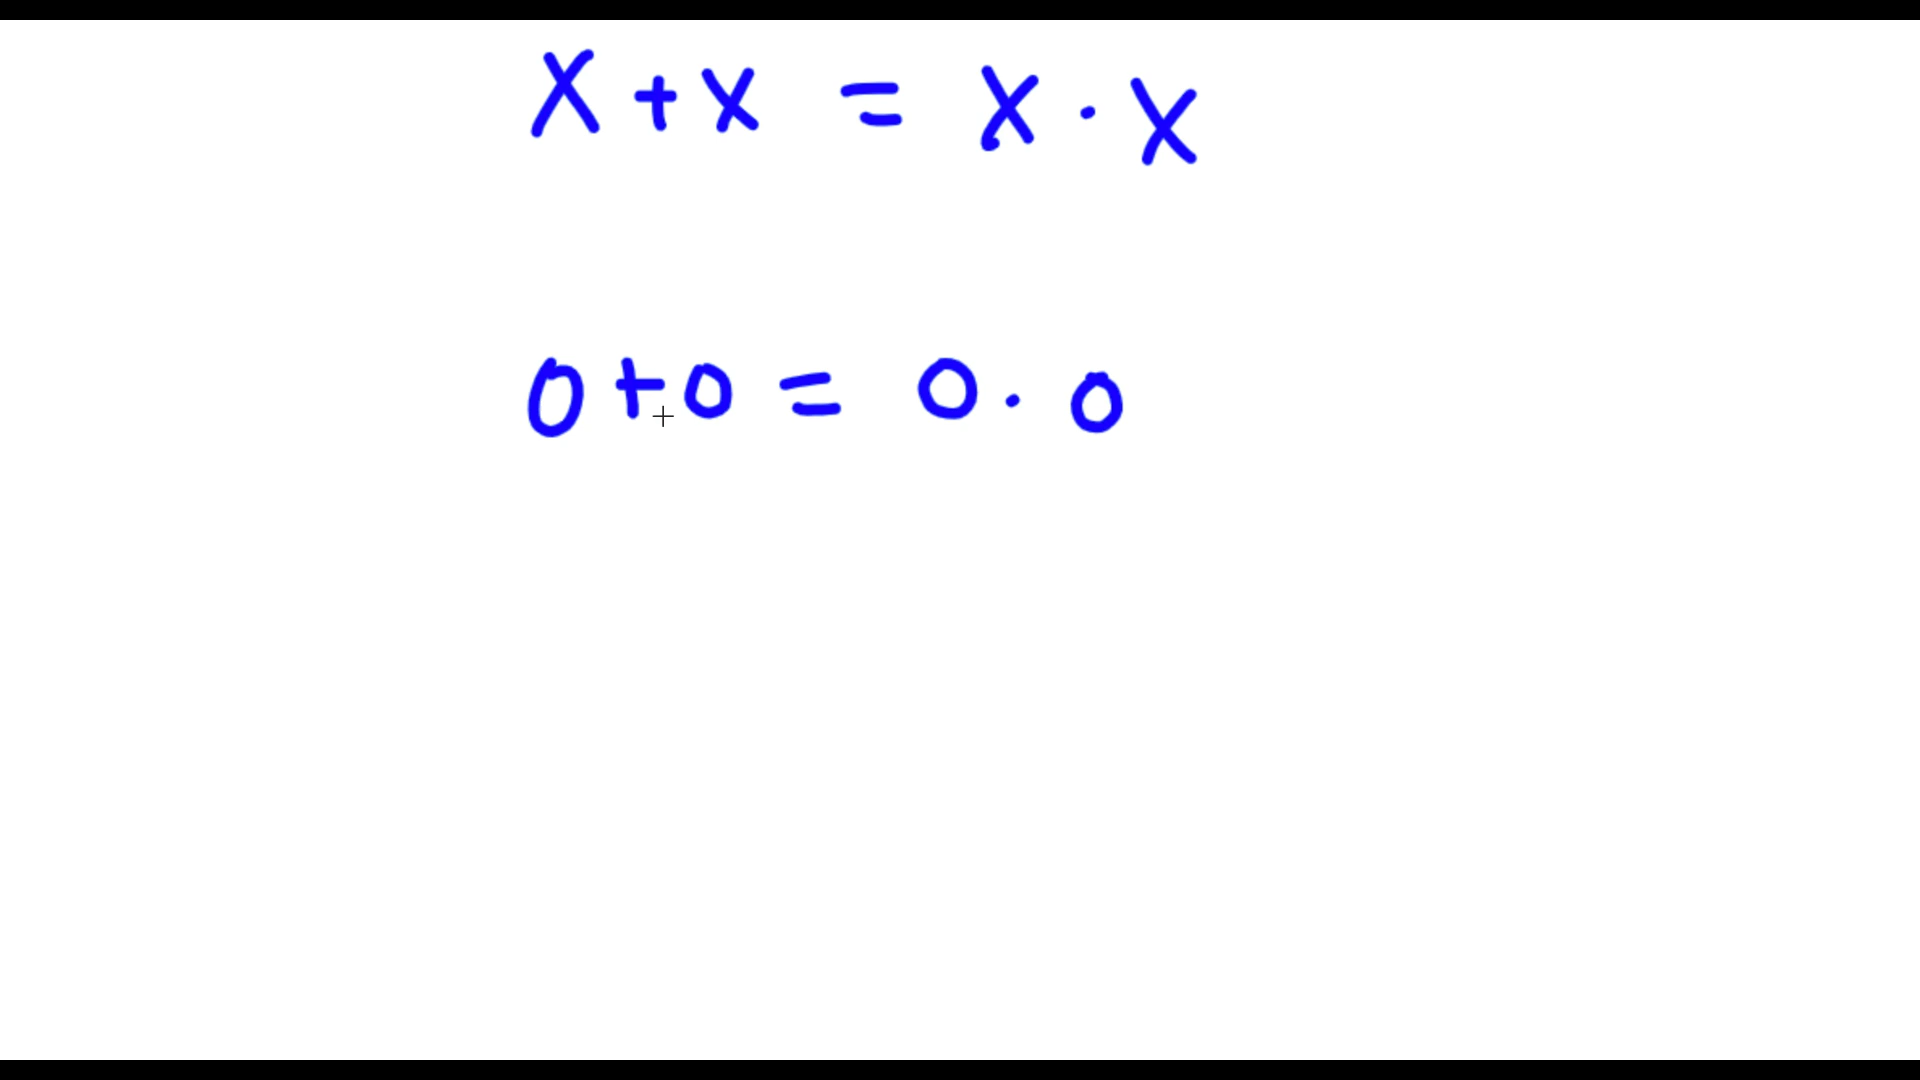 X + x = x · x
0 + 0 = 0 · 0